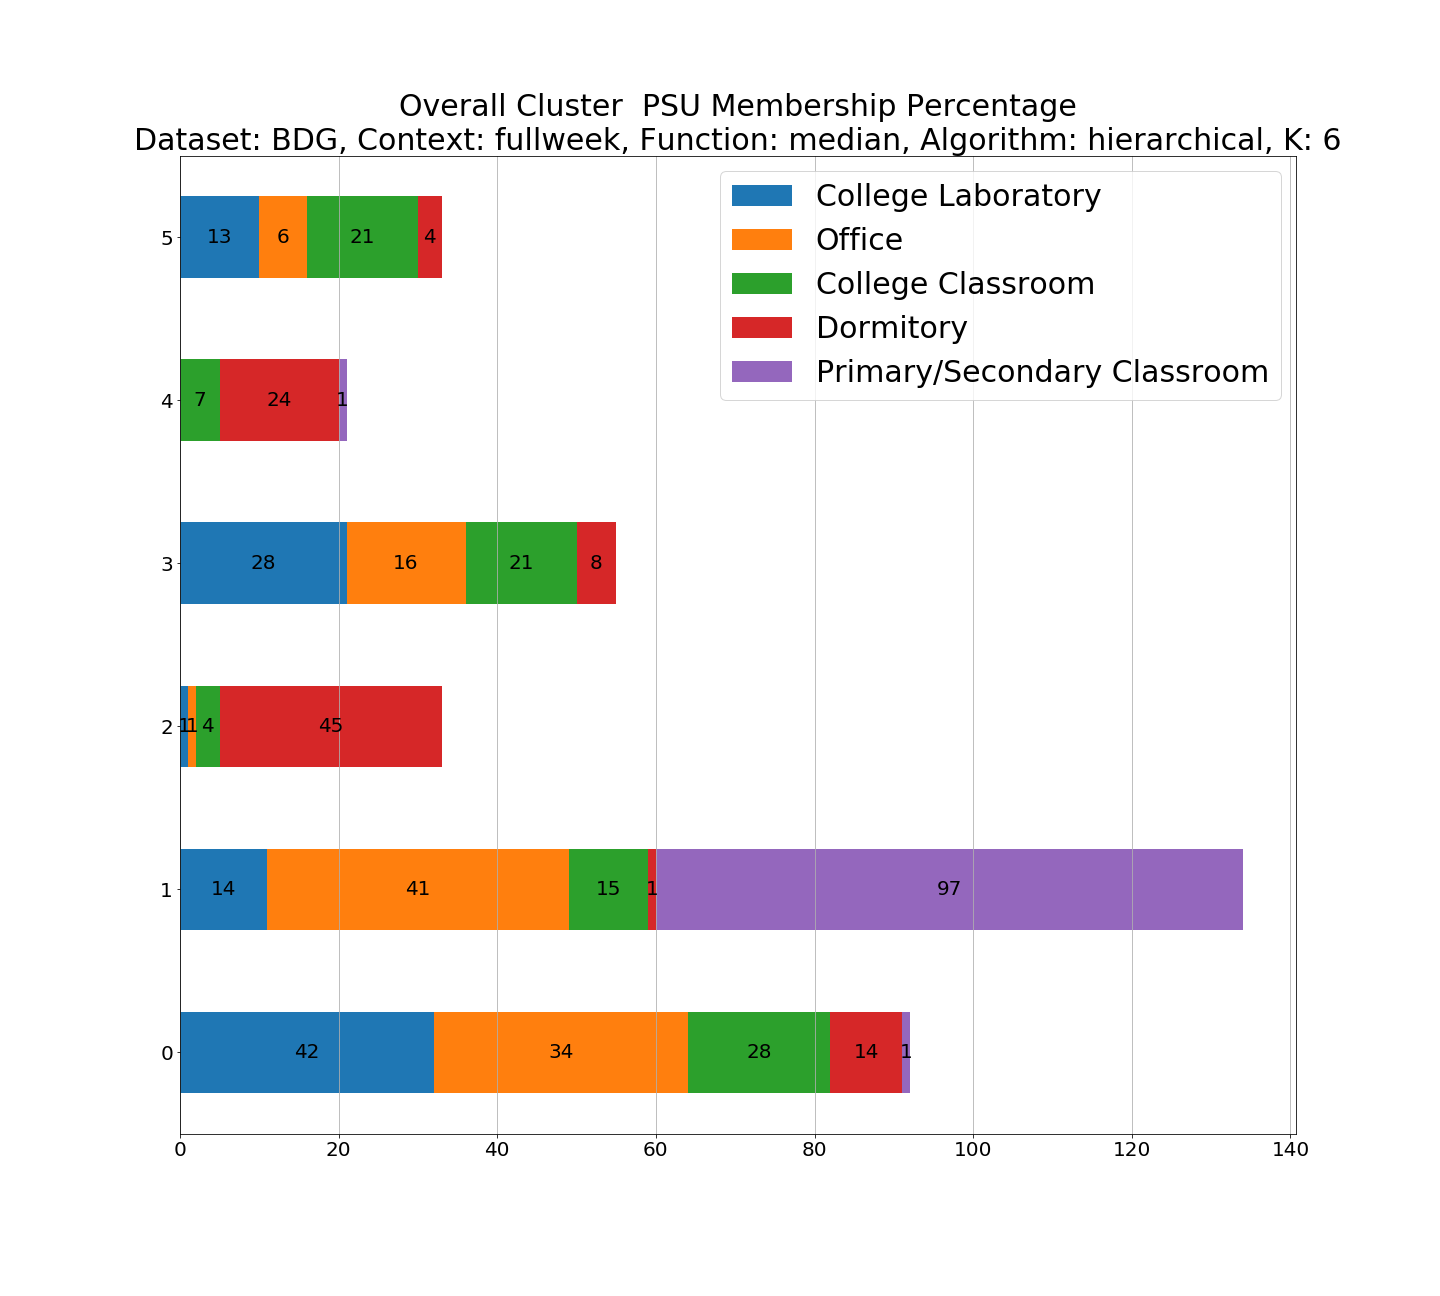 Overall Cluster  PSU Membership Percentage
Dataset: BDG, Context: fullweek, Function: median, Algorithm: hierarchical, K: 6
College Laboratory
Office
College Classroom
Dormitory
Primary/Secondary Classroom
5 13 6 21 4
4 7 24 1
3 28 16 21 8
2 1 1 4 45
1 14 41 15 1 97
0 42 34 28 14 1
0 20 40 60 80 100 120 140